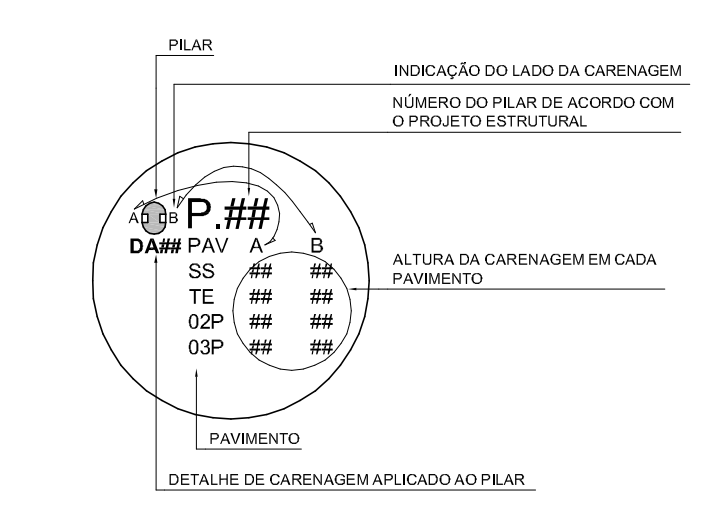 PILAR
INDICAÇÃO DO LADO DA CARENAGEM
NÚMERO DO PILAR DE ACORDO COM
O PROJETO ESTRUTURAL
A B P.##
DA## PAV A B
SS ## ##
TE ## ##
02P ## ##
03P ## ##
ALTURA DA CARENAGEM EM CADA
PAVIMENTO
PAVIMENTO
DETALHE DE CARENAGEM APLICADO AO PILAR